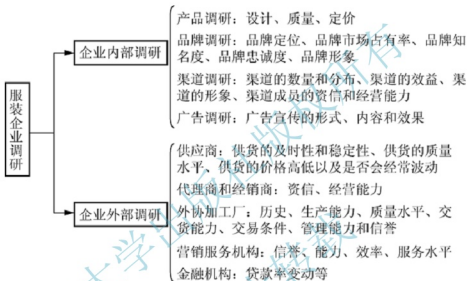 服装企业调研
企业内部调研
产品调研：设计、质量、定价
品牌调研：品牌定位、品牌市场占有率、品牌知
名度、品牌忠诚度、品牌形象
渠道调研：渠道的数量和分布、渠道的效益、渠
道的形象、渠道成员的资信和经营能力
广告调研：广告宣传的形式、内容和效果
企业外部调研
供应商：供货的及时性和稳定性、供货的质量
水平、供货的价格高低以及是否会经常波动
代理商和经销商：资信、经营能力
外协加工厂：历史、生产能力、质量水平、交
货能力、交易条件、管理能力和信誉
营销服务机构：信誉、能力、效率、服务水平
金融机构：贷款率变动等
大学出版社版权所有
转载